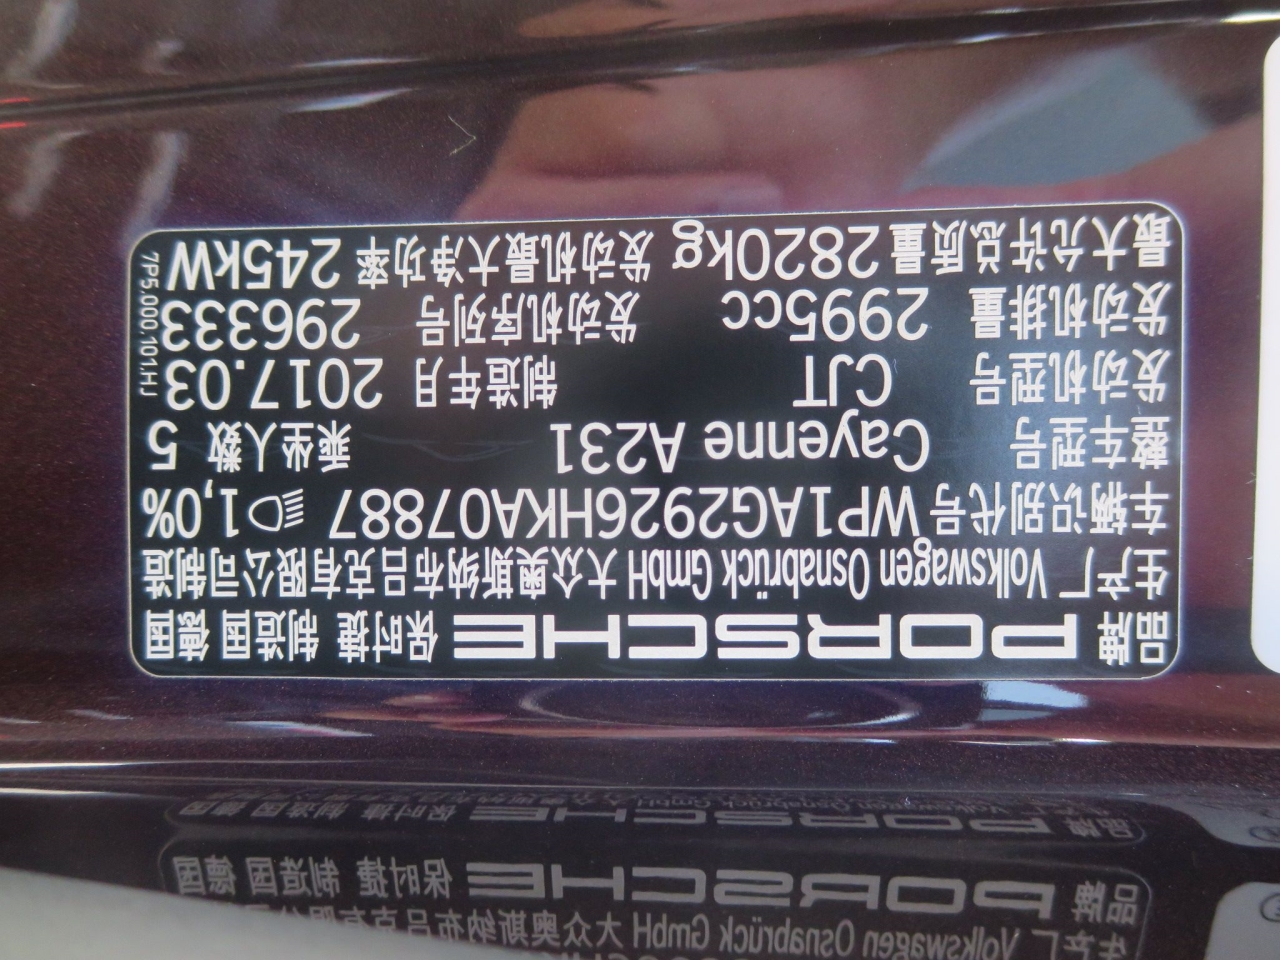 品牌 PORSCHE 保时捷 制造国 德国
生产厂 Volkswagen Osnabrück GmbH 大众奥斯纳布吕克有限公司制造
车辆识别代号 WP1AG2926HKA07887 1,0%
整车型号 Cayenne A231 乘坐人数 5
发动机型号 CJT 制造年月 2017.03
发动机排量 2995cc 发动机序列号 296333
最大允许总质量 2820kg 发动机最大净功率 245kW
7P5.000.101.HJ